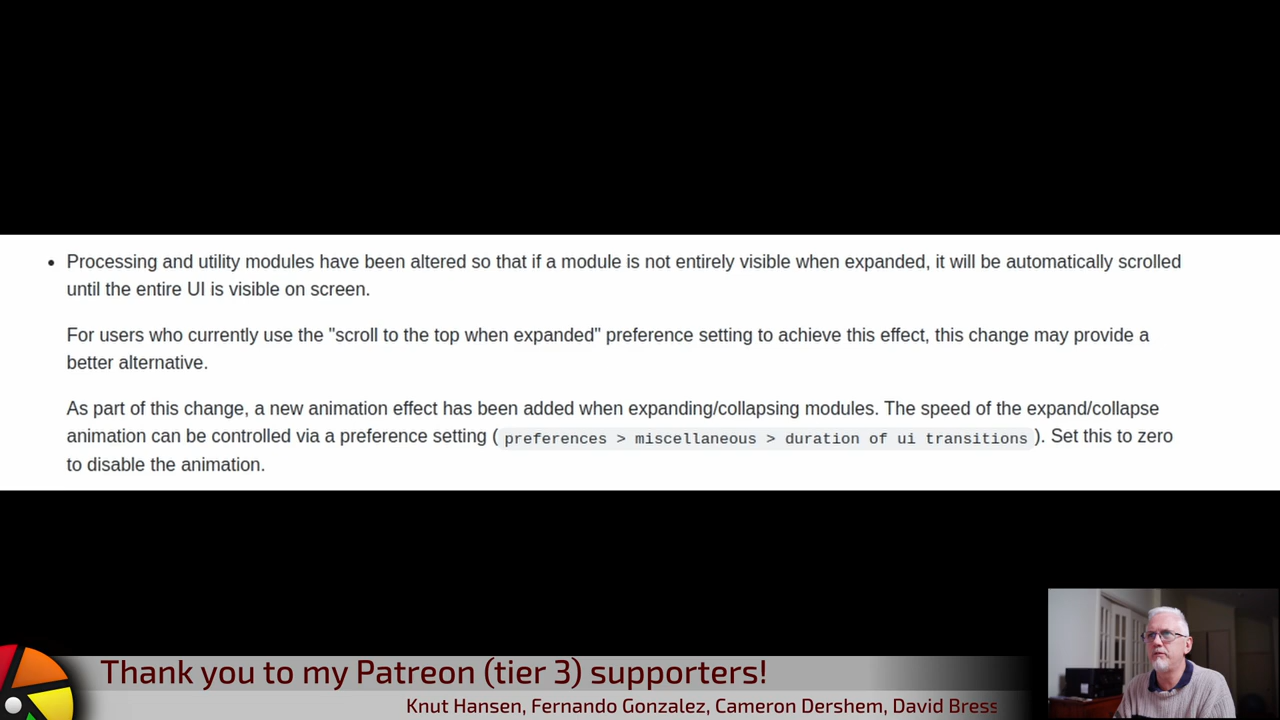 • Processing and utility modules have been altered so that if a module is not entirely visible when expanded, it will be automatically scrolled
until the entire UI is visible on screen.
For users who currently use the "scroll to the top when expanded" preference setting to achieve this effect, this change may provide a
better alternative.
As part of this change, a new animation effect has been added when expanding/collapsing modules. The speed of the expand/collapse
animation can be controlled via a preference setting ( preferences > miscellaneous > duration of ui transitions ). Set this to zero
to disable the animation.
Thank you to my Patreon (tier 3) supporters!
Knut Hansen, Fernando Gonzalez, Cameron Dershem, David Bress